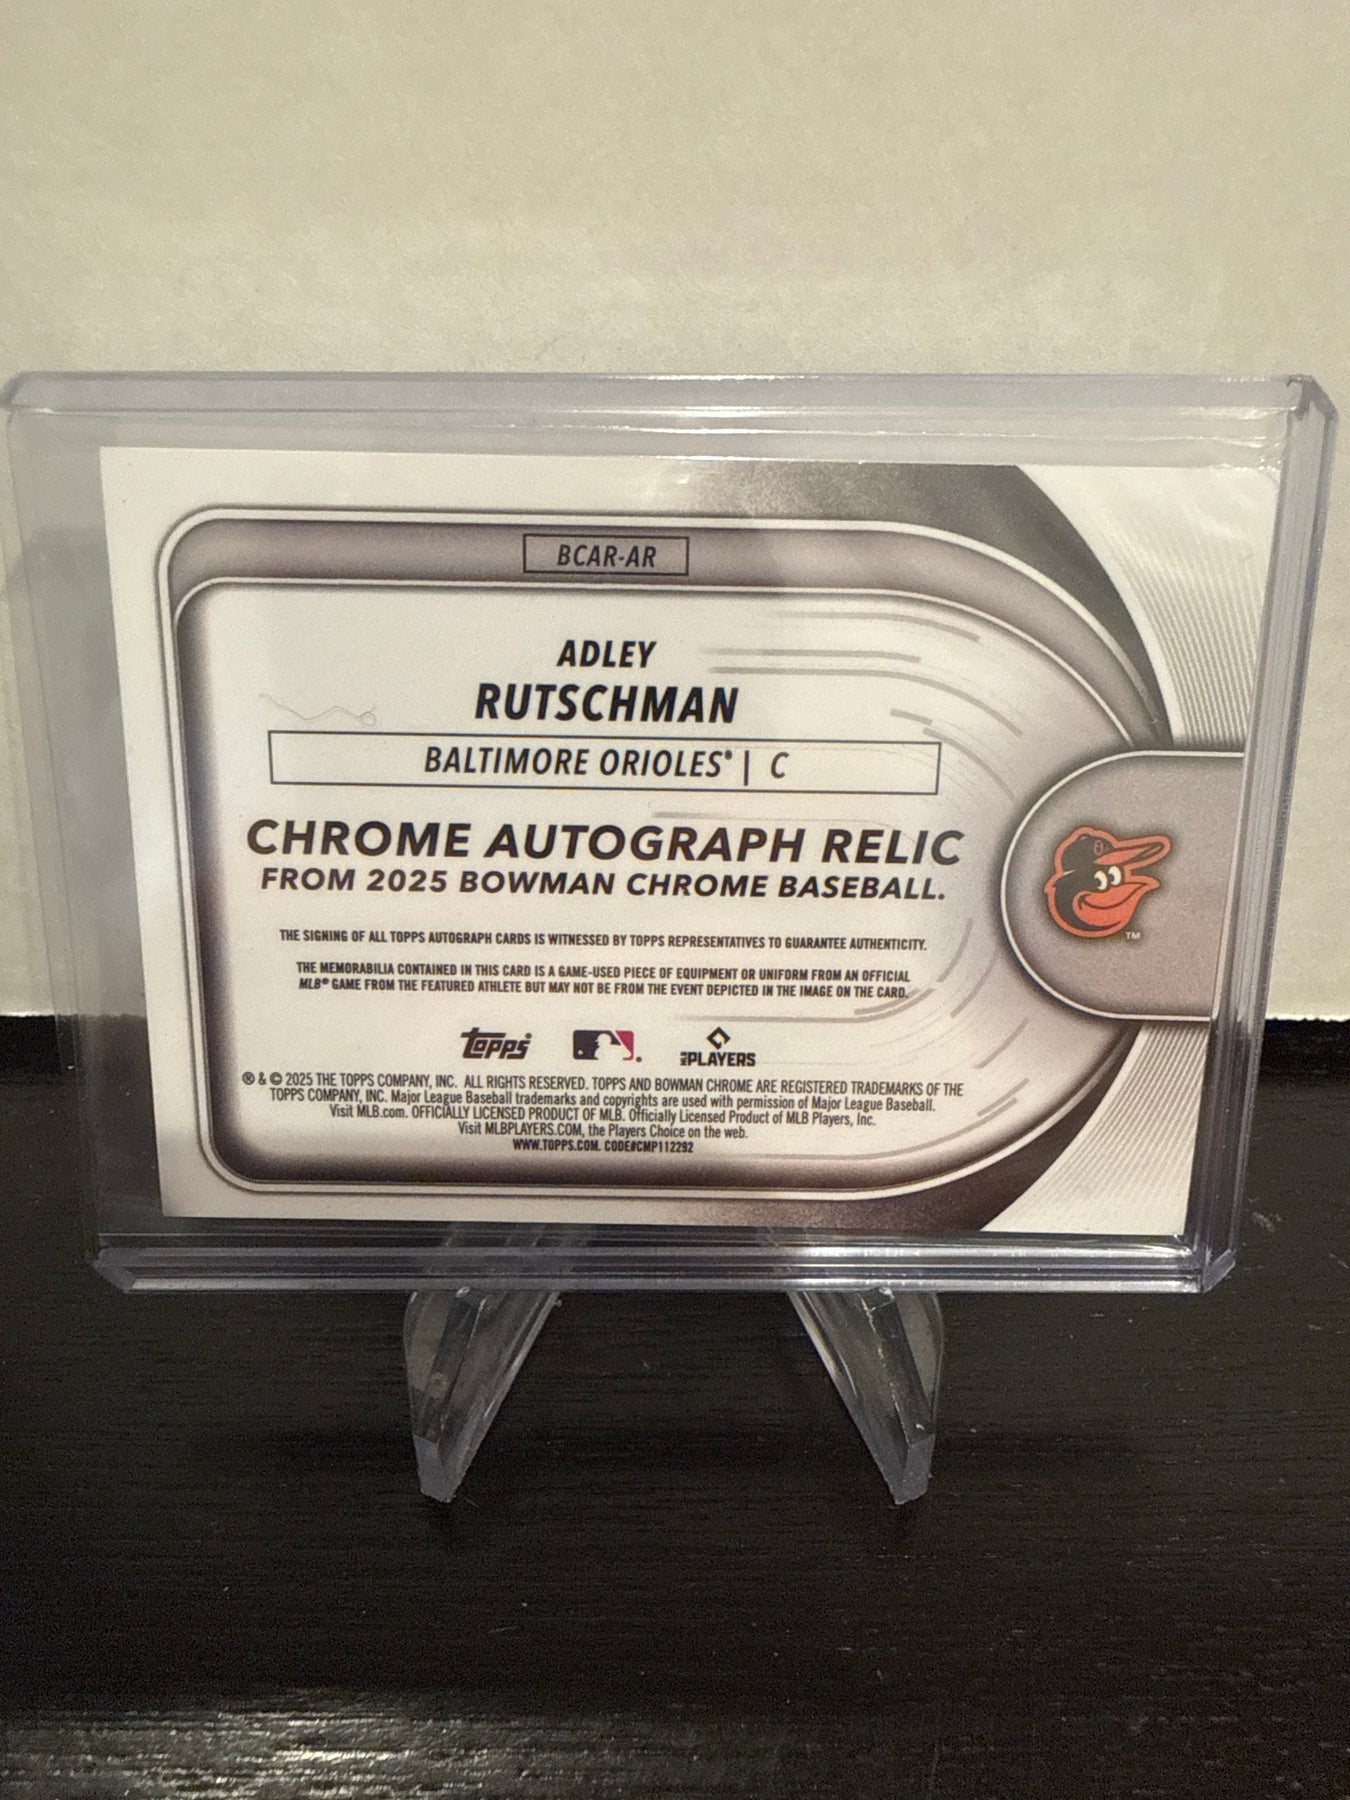 BCAR-AR
ADLEY
RUTSCHMAN
BALTIMORE ORIOLES® | C
CHROME AUTOGRAPH RELIC
FROM 2025 BOWMAN CHROME BASEBALL.
THE SIGNING OF ALL TOPPS AUTOGRAPH CARDS IS WITNESSED BY TOPPS REPRESENTATIVES TO GUARANTEE AUTHENTICITY.
THE MEMORABILIA CONTAINED IN THIS CARD IS A GAME-USED PIECE OF EQUIPMENT OR UNIFORM FROM AN OFFICIAL
MLB® GAME FROM THE FEATURED ATHLETE BUT MAY NOT BE FROM THE EVENT DEPICTED IN THE IMAGE ON THE CARD.
TM
topps MLB PLAYERS
® & © 2025 THE TOPPS COMPANY, INC. ALL RIGHTS RESERVED. TOPPS AND BOWMAN CHROME ARE REGISTERED TRADEMARKS OF THE
TOPPS COMPANY, INC. Major League Baseball trademarks and copyrights are used with permission of Major League Baseball.
Visit MLB.com. OFFICIALLY LICENSED PRODUCT OF MLB. Officially Licensed Product of MLB Players, Inc.
Visit MLBPLAYERS.COM, the Players Choice on the web.
WWW.TOPPS.COM. CODE#CMP112292